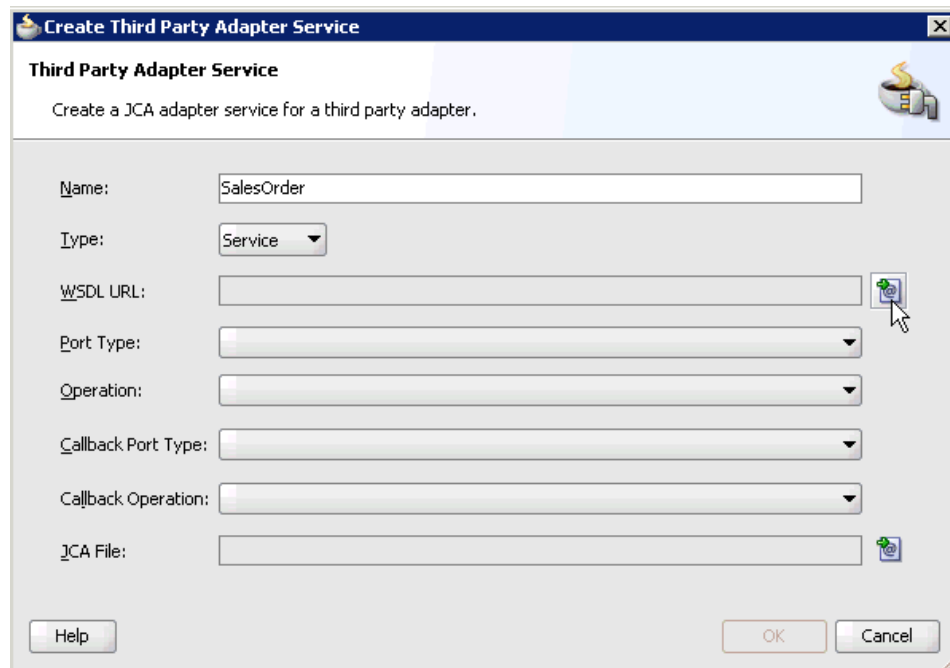 Create Third Party Adapter Service
Third Party Adapter Service
Create a JCA adapter service for a third party adapter.
Name: SalesOrder
Type: Service
WSDL URL:
Port Type:
Operation:
Callback Port Type:
Callback Operation:
JCA File:
Help OK Cancel